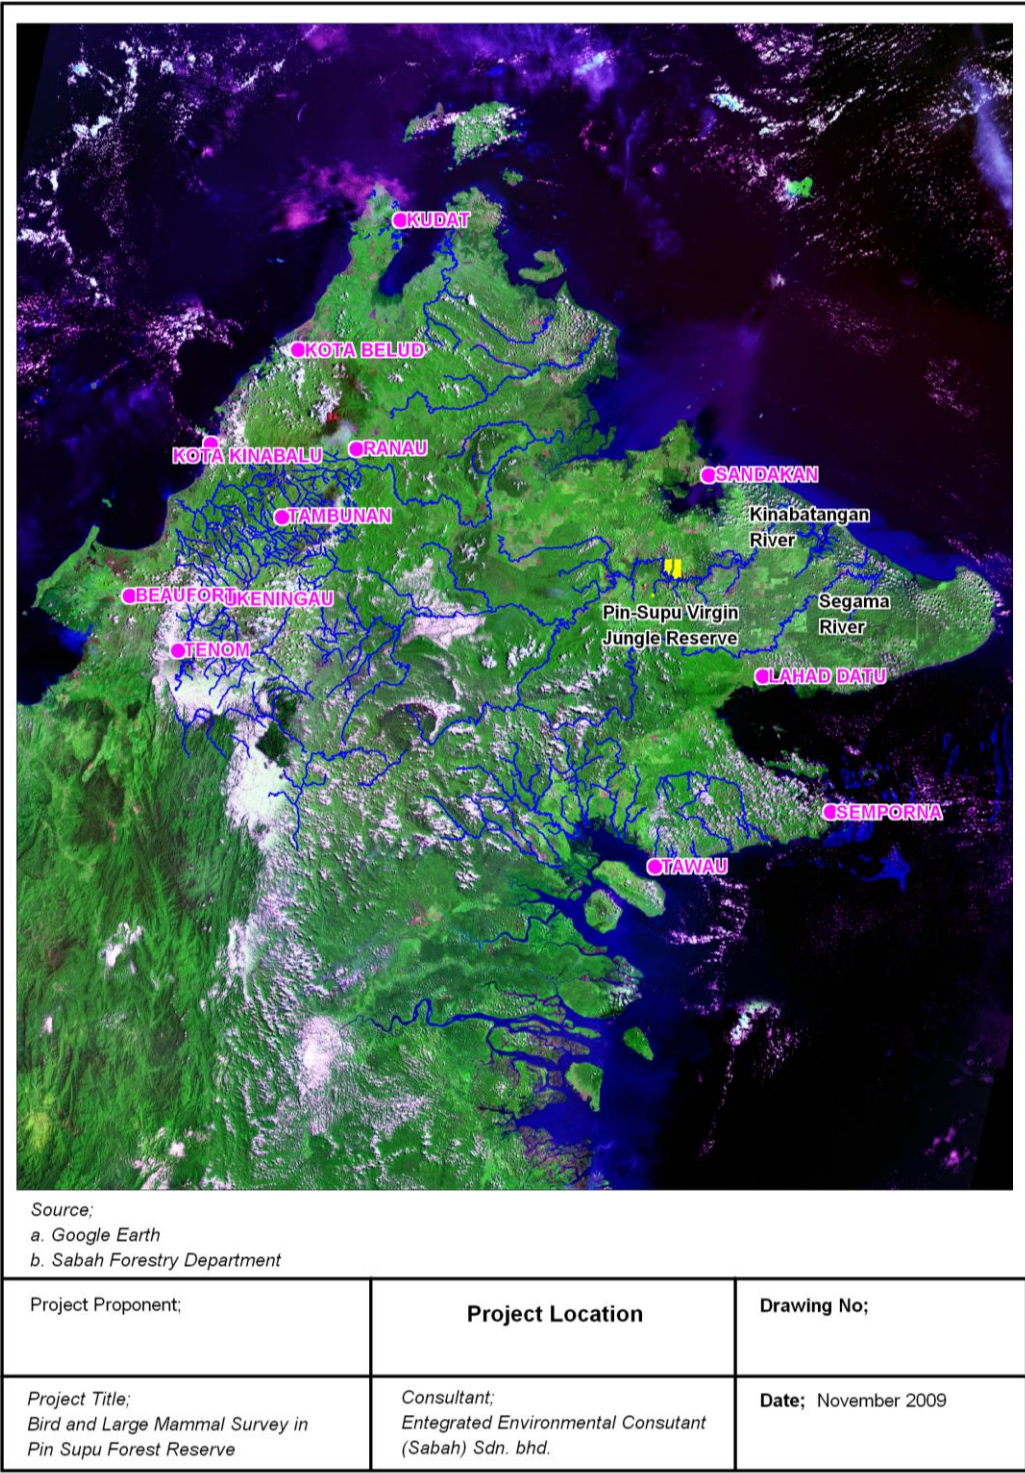 KUDAT
KOTA BELUD
KOTA KINABALU
RANAU
SANDAKAN
TAMBUNAN
Kinabatangan
River
BEAUFORT
KENINGAU
Pin-Supu Virgin
Jungle Reserve
Segama
River
TENOM
LAHAD DATU
SEMPORNA
TAWAU
Source;
a. Google Earth
b. Sabah Forestry Department
Project Proponent;
Project Location
Drawing No;
Project Title;
Bird and Large Mammal Survey in
Pin Supu Forest Reserve
Consultant;
Entegrated Environmental Consutant
(Sabah) Sdn. bhd.
Date; November 2009